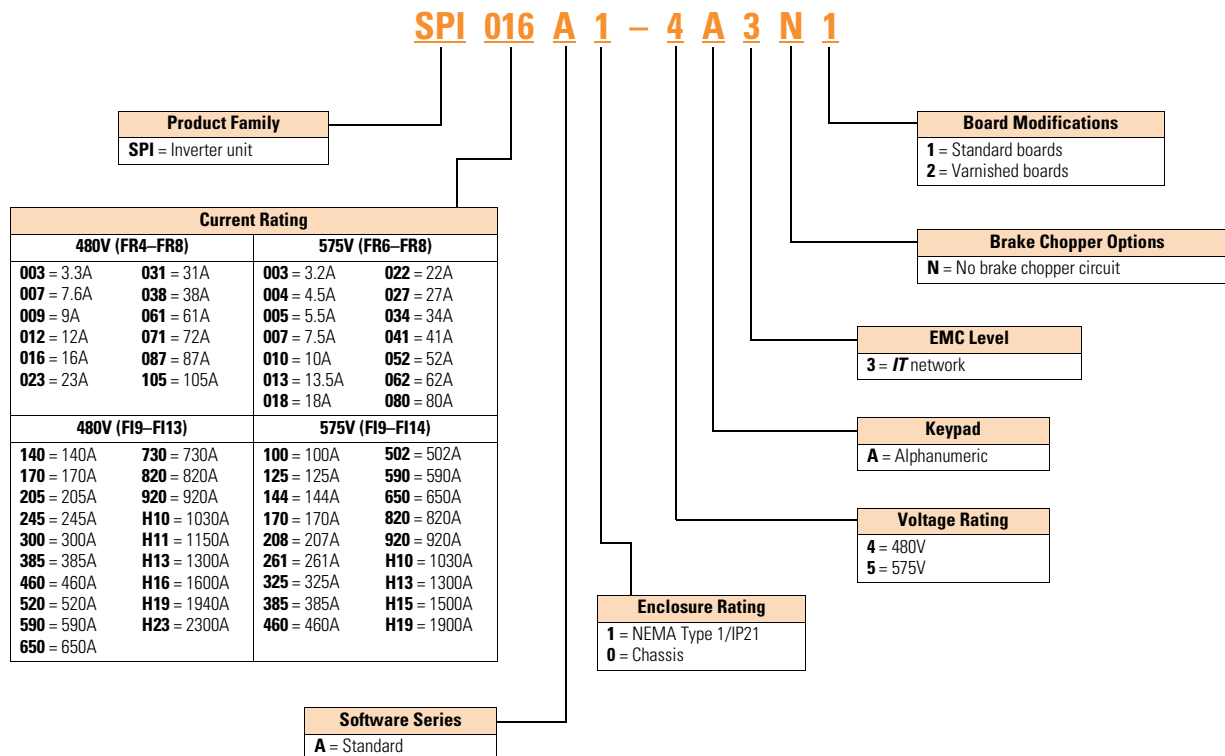 SPI 016 A 1 – 4 A 3 N 1
Product Family
SPI = Inverter unit
Board Modifications
1 = Standard boards
2 = Varnished boards
Current Rating
480V (FR4–FR8)
003 = 3.3A 031 = 31A
007 = 7.6A 038 = 38A
009 = 9A 061 = 61A
012 = 12A 071 = 72A
016 = 16A 087 = 87A
023 = 23A 105 = 105A
575V (FR6–FR8)
003 = 3.2A 022 = 22A
004 = 4.5A 027 = 27A
005 = 5.5A 034 = 34A
007 = 7.5A 041 = 41A
010 = 10A 052 = 52A
013 = 13.5A 062 = 62A
018 = 18A 080 = 80A
480V (FI9–FI13)
140 = 140A 730 = 730A
170 = 170A 820 = 820A
205 = 205A 920 = 920A
245 = 245A H10 = 1030A
300 = 300A H11 = 1150A
385 = 385A H13 = 1300A
460 = 460A H16 = 1600A
520 = 520A H19 = 1940A
590 = 590A H23 = 2300A
650 = 650A
575V (FI9–FI14)
100 = 100A 502 = 502A
125 = 125A 590 = 590A
144 = 144A 650 = 650A
170 = 170A 820 = 820A
208 = 207A 920 = 920A
261 = 261A H10 = 1030A
325 = 325A H13 = 1300A
385 = 385A H15 = 1500A
460 = 460A H19 = 1900A
Brake Chopper Options
N = No brake chopper circuit
EMC Level
3 = IT network
Keypad
A = Alphanumeric
Voltage Rating
4 = 480V
5 = 575V
Enclosure Rating
1 = NEMA Type 1/IP21
0 = Chassis
Software Series
A = Standard